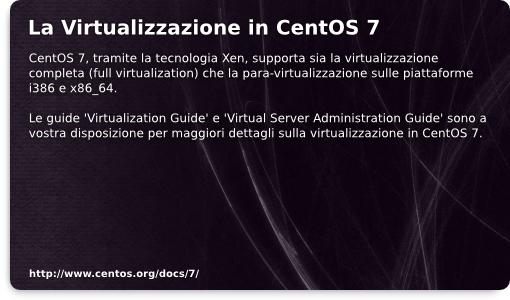 La Virtualizzazione in CentOS 7
CentOS 7, tramite la tecnologia Xen, supporta sia la virtualizzazione
completa (full virtualization) che la para-virtualizzazione sulle piattaforme
i386 e x86_64.
Le guide 'Virtualization Guide' e 'Virtual Server Administration Guide' sono a
vostra disposizione per maggiori dettagli sulla virtualizzazione in CentOS 7.
http://www.centos.org/docs/7/